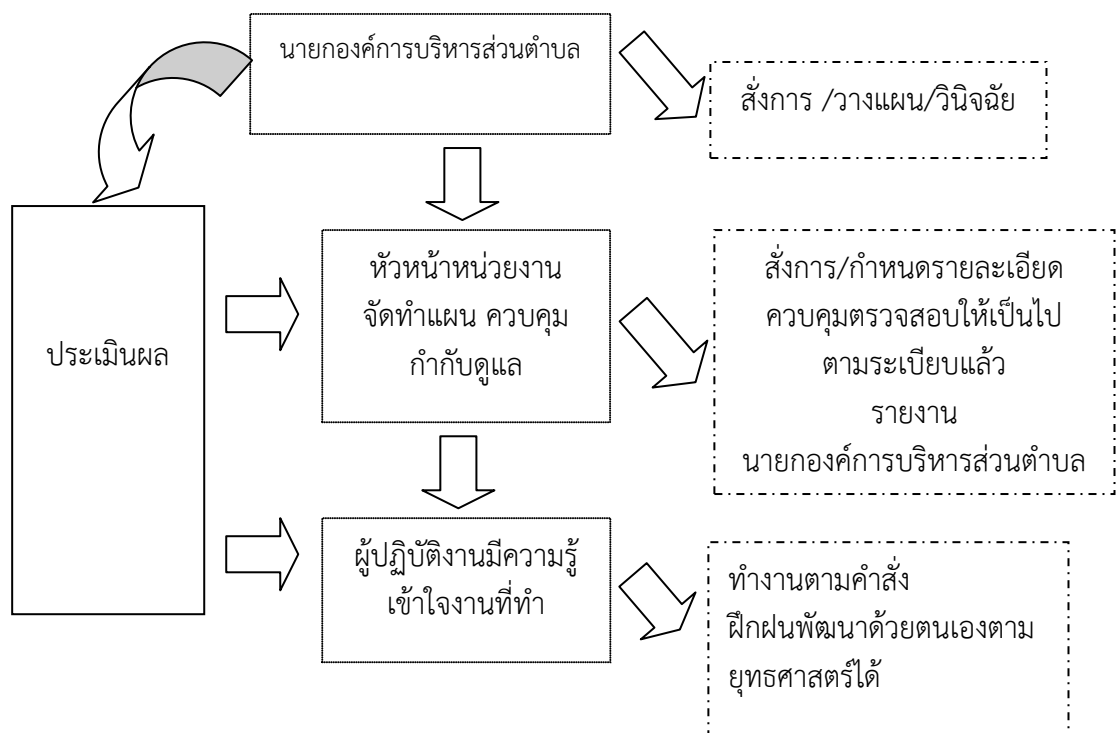 นายกองค์การบริหารส่วนตำบล
สั่งการ /วางแผน/วินิจฉัย
ประเมินผล
หัวหน้าหน่วยงาน
จัดทำแผน ควบคุม
กำกับดูแล
สั่งการ/กำหนดรายละเอียด
ควบคุมตรวจสอบให้เป็นไป
ตามระเบียบแล้ว
รายงาน
นายกองค์การบริหารส่วนตำบล
ผู้ปฏิบัติงานมีความรู้
เข้าใจงานที่ทำ
ทำงานตามคำสั่ง
ฝึกฝนพัฒนาด้วยตนเองตาม
ยุทธศาสตร์ได้